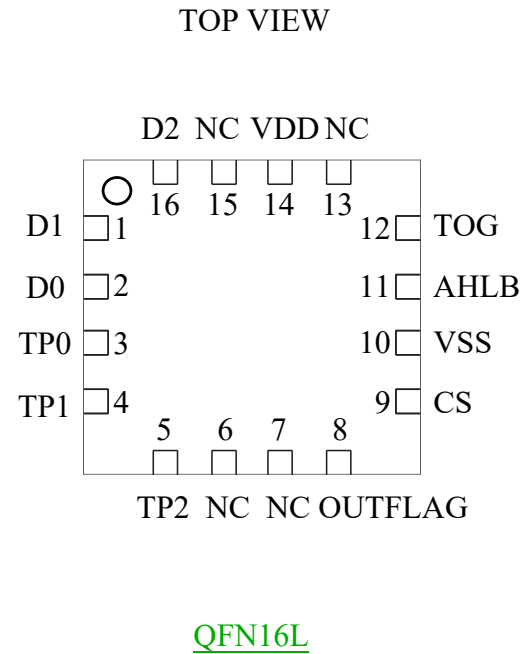 TOP VIEW
D2 NC VDD NC
16 15 14 13
D1 1 12 TOG
D0 2 11 AHLB
TP0 3 10 VSS
TP1 4 9 CS
5 6 7 8
TP2 NC NC OUTFLAG
QFN16L